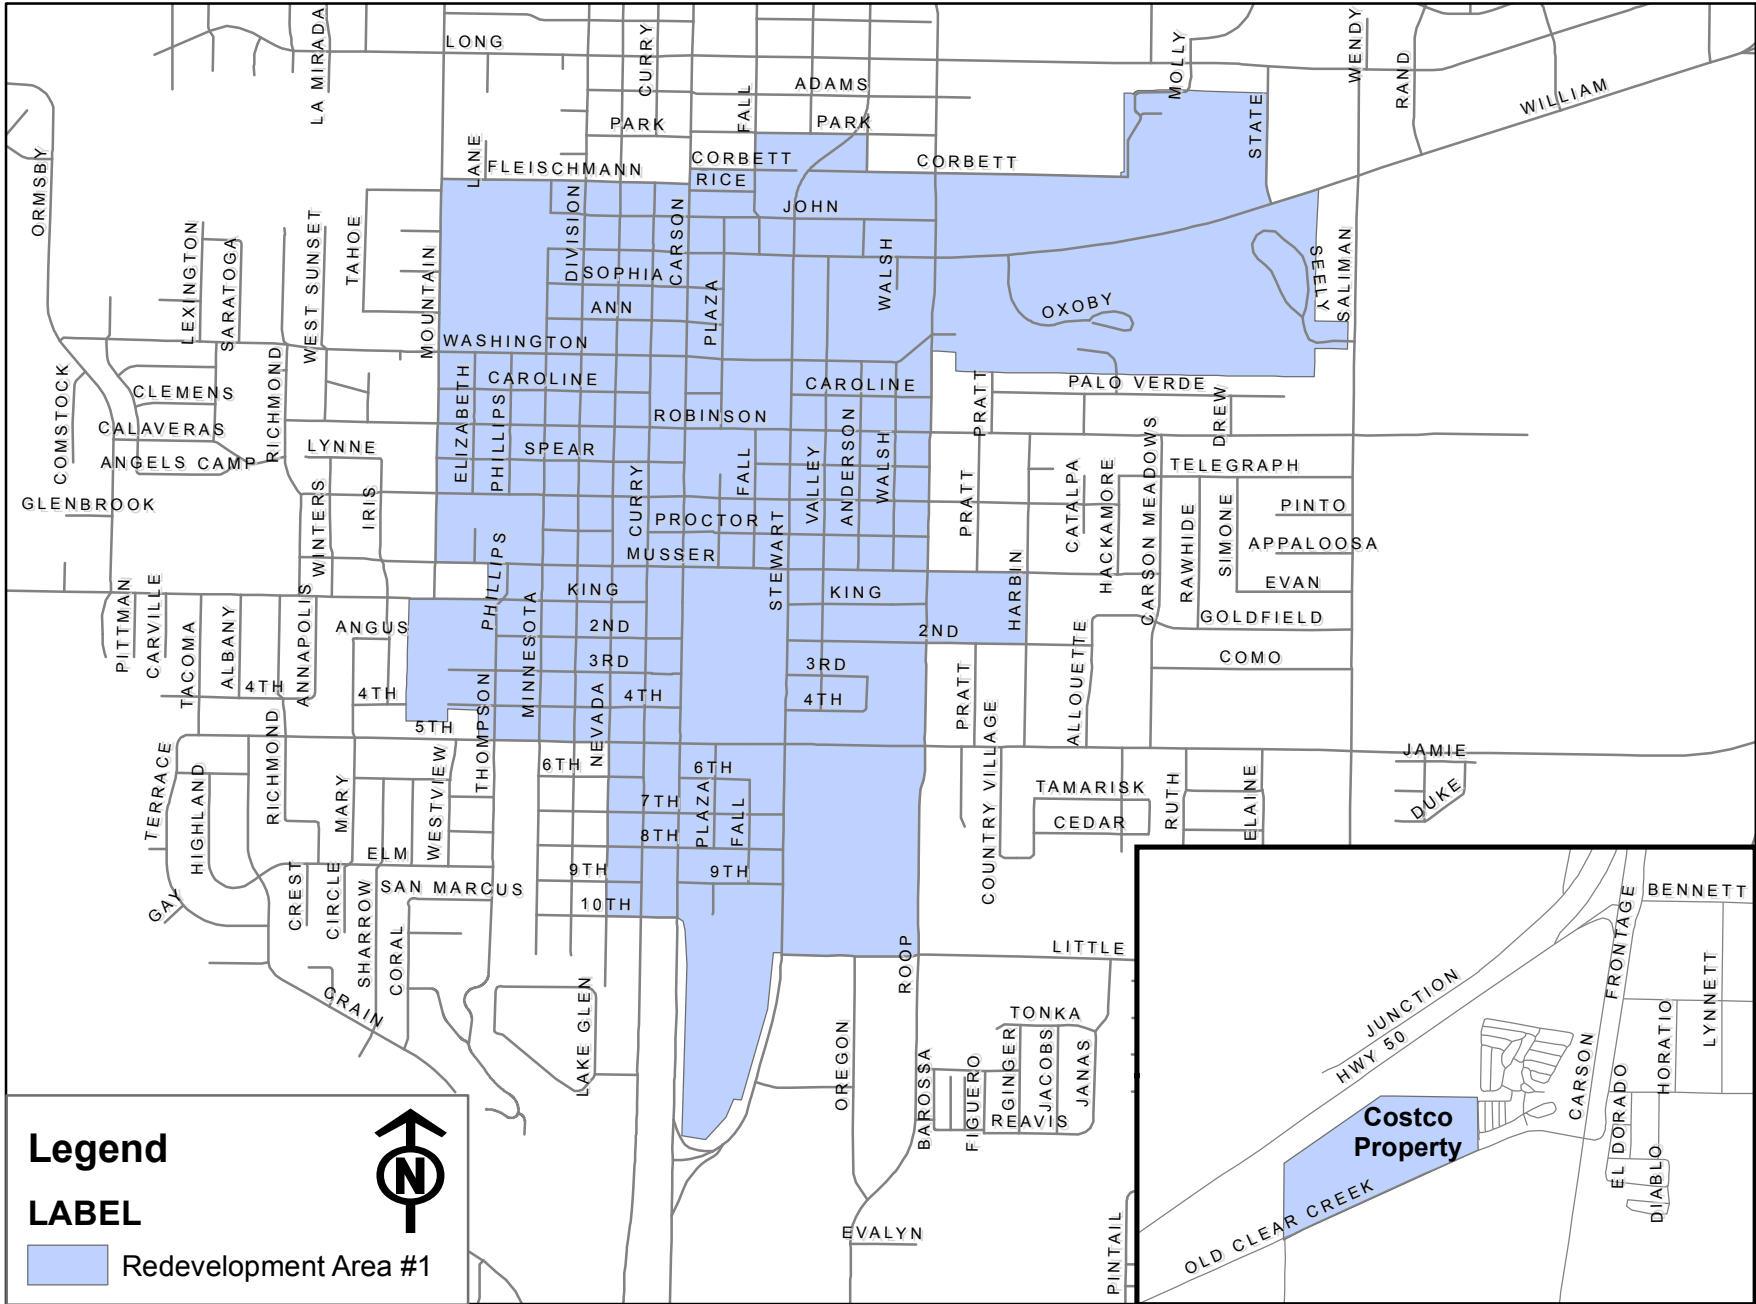 LONG
LA MIRADA
CURRY
MOLLY
WENDY
RAND
ADAMS
WILLIAM
FALL
PARK
PARK
STATE
LANE
CORBETT
CORBETT
FLEISCHMANN
RICE
ORMSBY
JOHN
DIVISION
CARSON
LEXINGTON
SARATOGA
WEST SUNSET
TAHOE
MOUNTAIN
SOPHIA
WALSH
SEELY
SALIMAN
ANN
PLAZA
OXOBY
WASHINGTON
COMSTOCK
RICHMOND
CLEMENS
ELIZABETH
PHILLIPS
CAROLINE
CAROLINE
PRATT
PALO VERDE
DREW
ROBINSON
CALAVERAS
LYNNE
SPEAR
ANGELS CAMP
FALL
VALLEY
ANDERSON
WALSH
TELEGRAPH
CARSON MEADOWS
GLENBROOK
WINTERS
IRIS
CURRY
PROCTOR
PRATT
CATALPA
HACKAMORE
RAWHIDE
SIMONE
PINTO
MUSSER
STEWART
APPALOOSA
PHILLIPS
KING
KING
HARBIN
EVAN
PITTMAN
CARVILLE
TACOMA
ALBANY
ANNAPOLIS
ANGUS
MINNESOTA
2ND
2ND
GOLDFIELD
3RD
3RD
COMO
4TH
4TH
THOMPSON
NEVADA
4TH
4TH
PRATT
ALLOUETTE
5TH
RICHMOND
COUNTRY VILLAGE
JAMIE
TERRACE
HIGHLAND
MARY
WESTVIEW
6TH
6TH
TAMARISK
RUTH
ELAINE
DUKE
7TH
PLAZA
FALL
CEDAR
8TH
ELM
9TH
9TH
GAY
CREST
CIRCLE
SHARROW
SAN MARCUS
10TH
CORAL
ROOP
LITTLE
CRAIN
LAKE GLEN
OREGON
TONKA
BAROSSA
FIGUERO
GINGER
JACOBS
JANAS
REAVIS
EVALYN
PINTAIL
BENNETT
FRONTAGE
LYNNETT
JUNCTION
HWY 50
HORATIO
CARSON
EL DORADO
DIABLO
Costco
Property
OLD CLEAR CREEK
Legend
N
LABEL
Redevelopment Area #1